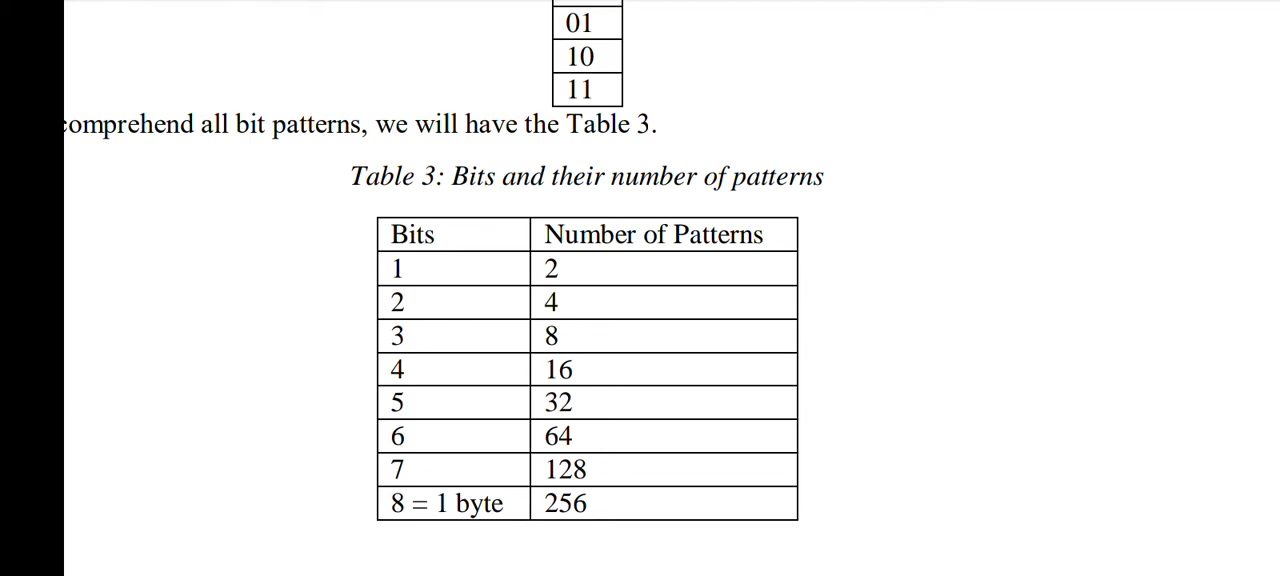 01
10
11
comprehend all bit patterns, we will have the Table 3.
Table 3: Bits and their number of patterns
Bits Number of Patterns
1 2
2 4
3 8
4 16
5 32
6 64
7 128
8 = 1 byte 256